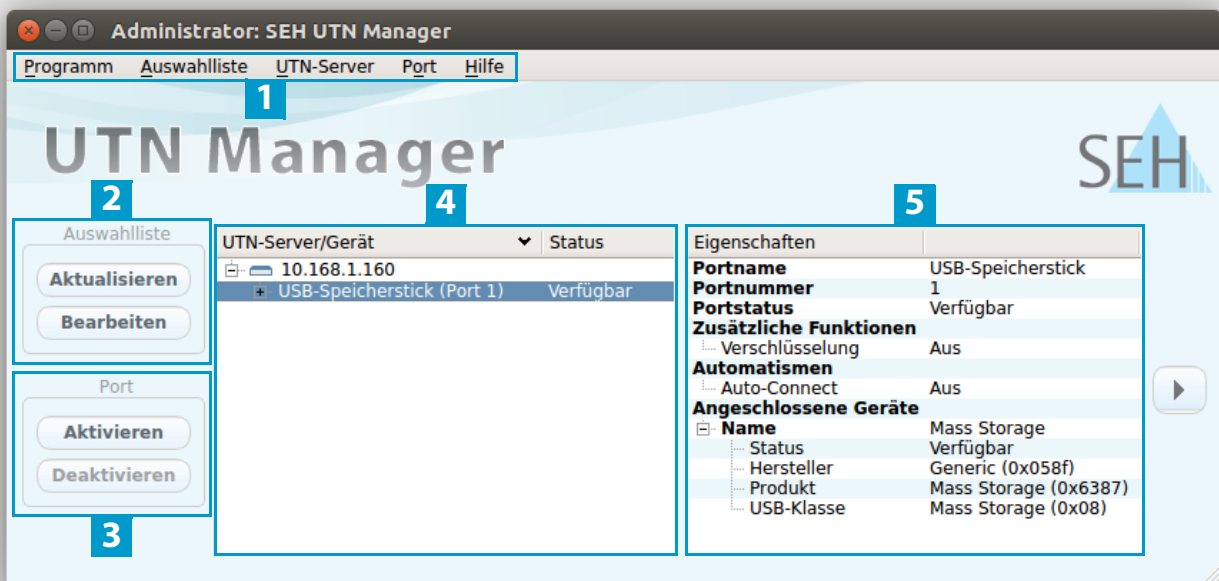 Administrator: SEH UTN Manager
Programm Auswahlliste UTN-Server Port Hilfe
1
UTN Manager
SEH
2
Auswahlliste
Aktualisieren
Bearbeiten
Port
Aktivieren
Deaktivieren
3
4
UTN-Server/Gerät Status
10.168.1.160
USB-Speicherstick (Port 1) Verfügbar
5
Eigenschaften
Portname USB-Speicherstick
Portnummer 1
Portstatus Verfügbar
Zusätzliche Funktionen
Verschlüsselung Aus
Automatismen
Auto-Connect Aus
Angeschlossene Geräte
Name Mass Storage
Status Verfügbar
Hersteller Generic (0x058f)
Produkt Mass Storage (0x6387)
USB-Klasse Mass Storage (0x08)